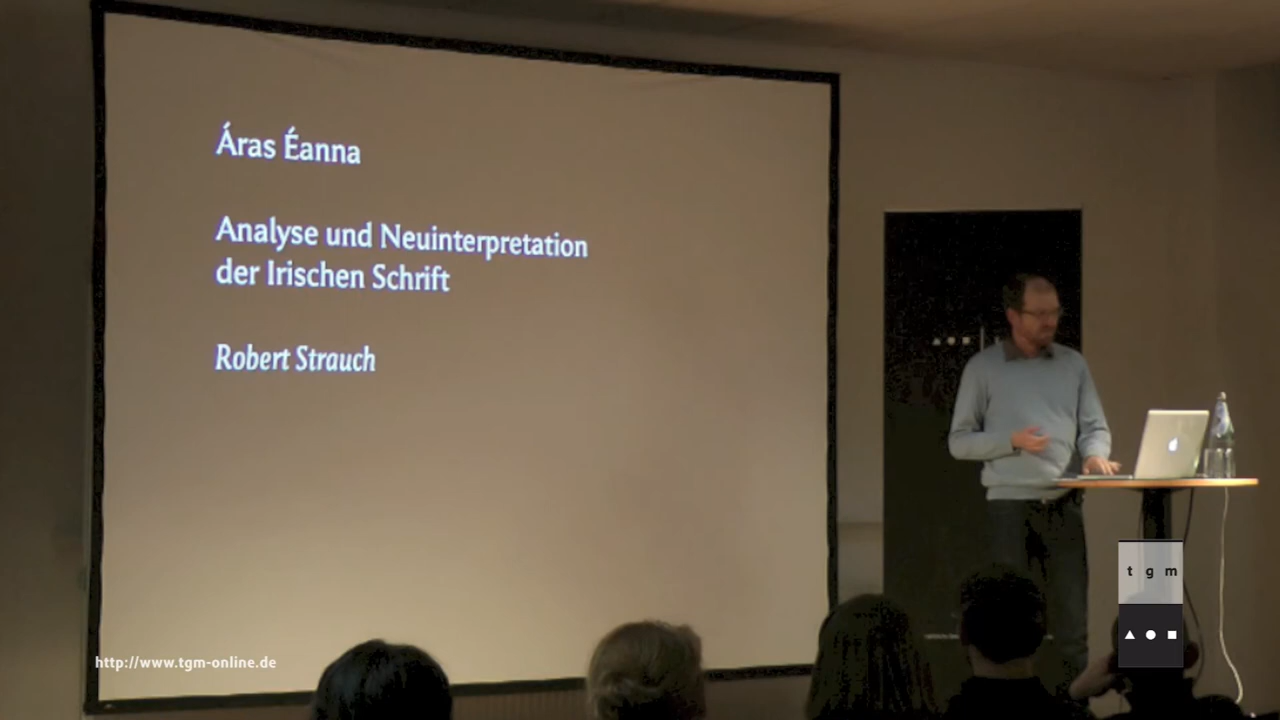 Áras Éanna
Analyse und Neuinterpretation
der Irischen Schrift
Robert Strauch
http://www.tgm-online.de
t g m